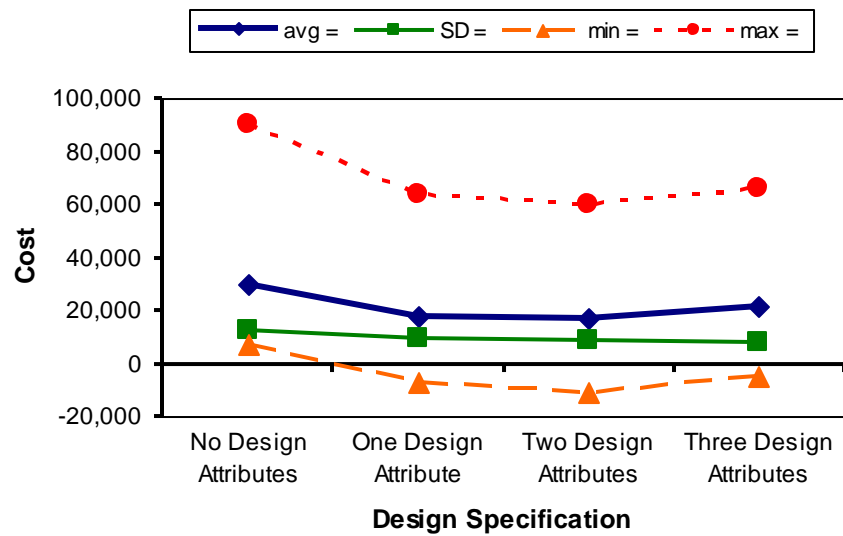 avg = SD = min = max =
100,000
80,000
60,000
40,000
20,000
0
-20,000
Cost
No Design Attributes
One Design Attribute
Two Design Attributes
Three Design Attributes
Design Specification